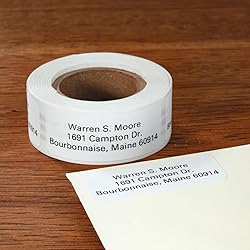 Warren S. Moore
1691 Campton Dr.
Bourbonnaise, Maine 60914
Warren S. Moore
1691 Campton Dr.
Bourbonnaise, Maine 60914